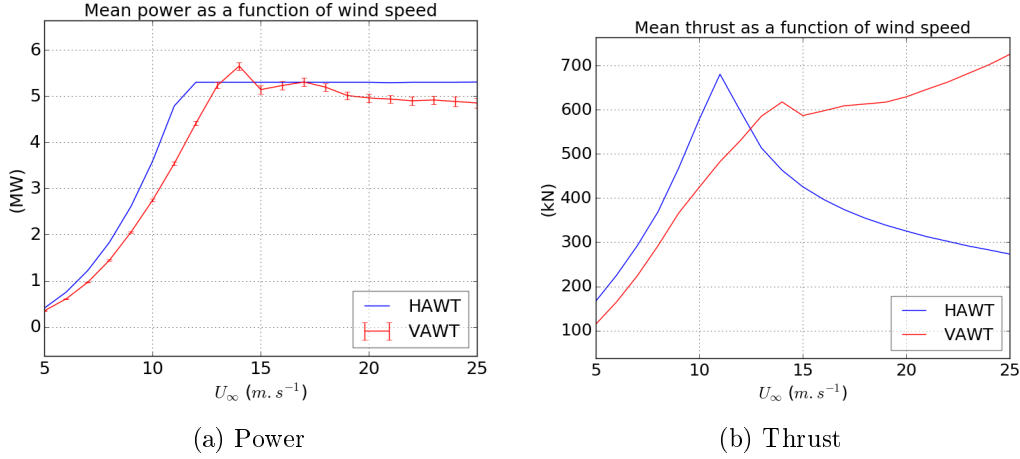 Mean power as a function of wind speed
6
5
4
3
2
1
0
(MW)
HAWT
VAWT
5 10 15 20 25
U∞ (m.s⁻¹)
(a) Power
Mean thrust as a function of wind speed
700
600
500
400
300
200
100
(kN)
HAWT
VAWT
5 10 15 20 25
U∞ (m.s⁻¹)
(b) Thrust